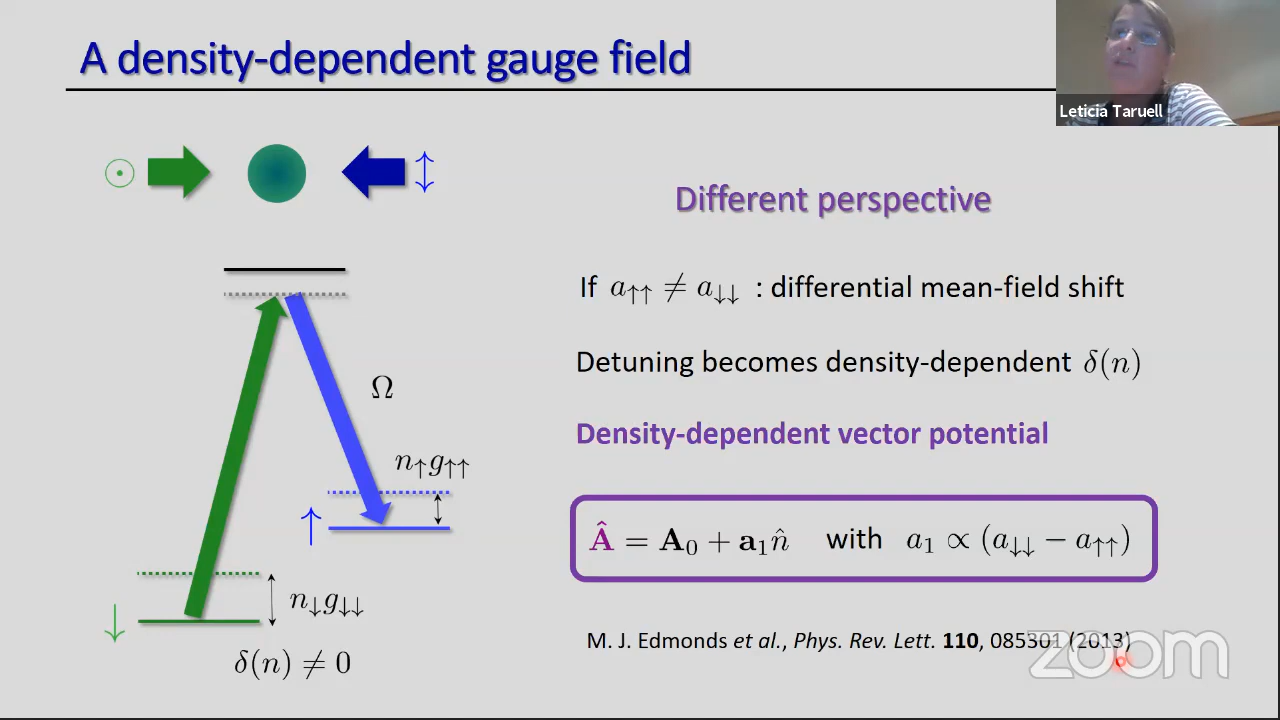 A density-dependent gauge field
Leticia Taruell
Different perspective
If a↑↑ ≠ a↓↓ : differential mean-field shift
Detuning becomes density-dependent δ(n)
Density-dependent vector potential
Â = A₀ + a₁n̂ with a₁ ∝ (a↓↓ − a↑↑)
M. J. Edmonds et al., Phys. Rev. Lett. 110, 085301 (2013)
zoom
Ω
n↑g↑↑
↑
n↓g↓↓
↓
δ(n) ≠ 0